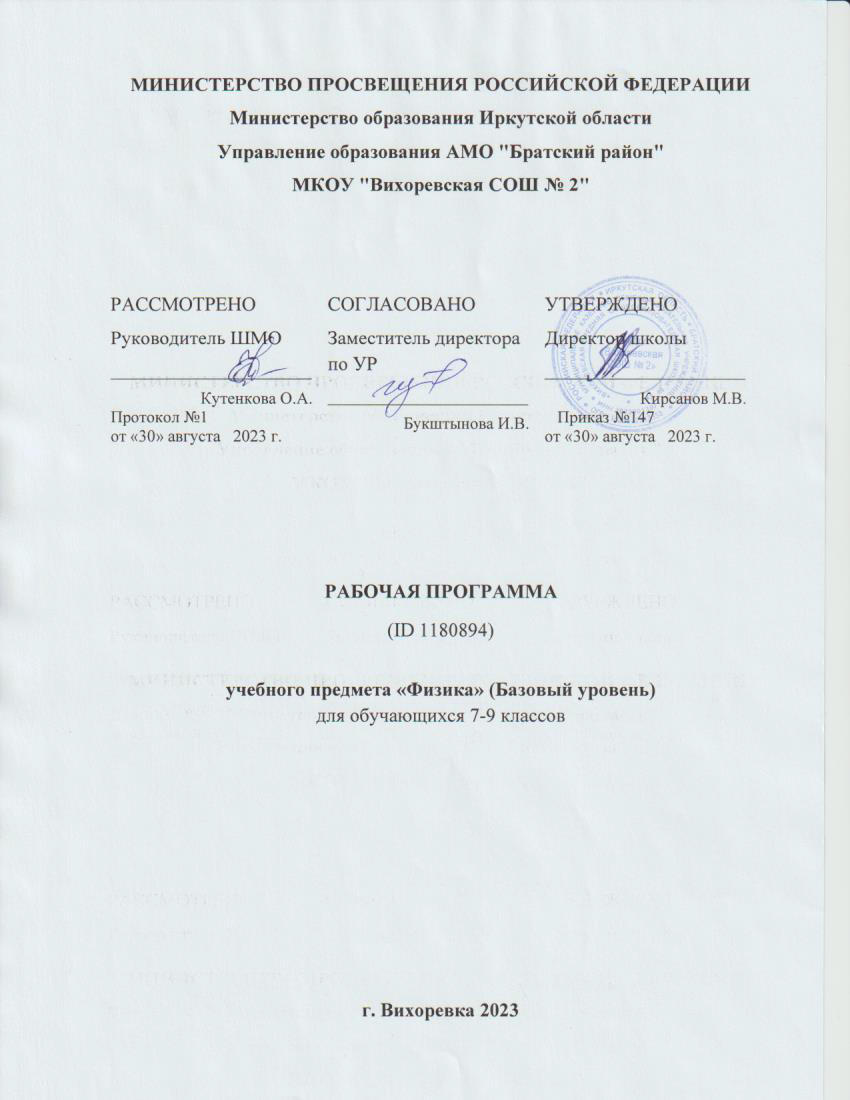 МИНИСТЕРСТВО ПРОСВЕЩЕНИЯ РОССИЙСКОЙ ФЕДЕРАЦИИ
Министерство образования Иркутской области
Управление образования АМО "Братский район"
МКОУ "Вихоревская СОШ № 2"
РАССМОТРЕНО
Руководитель ШМО
Кутенкова О.А.
Протокол №1
от «30» августа 2023 г.
СОГЛАСОВАНО
Заместитель директора
по УР
Букштынова И.В.
УТВЕРЖДЕНО
Директор школы
Кирсанов М.В.
Приказ №147
от «30» августа 2023 г.
РАБОЧАЯ ПРОГРАММА
(ID 1180894)
учебного предмета «Физика» (Базовый уровень)
для обучающихся 7-9 классов
г. Вихоревка 2023